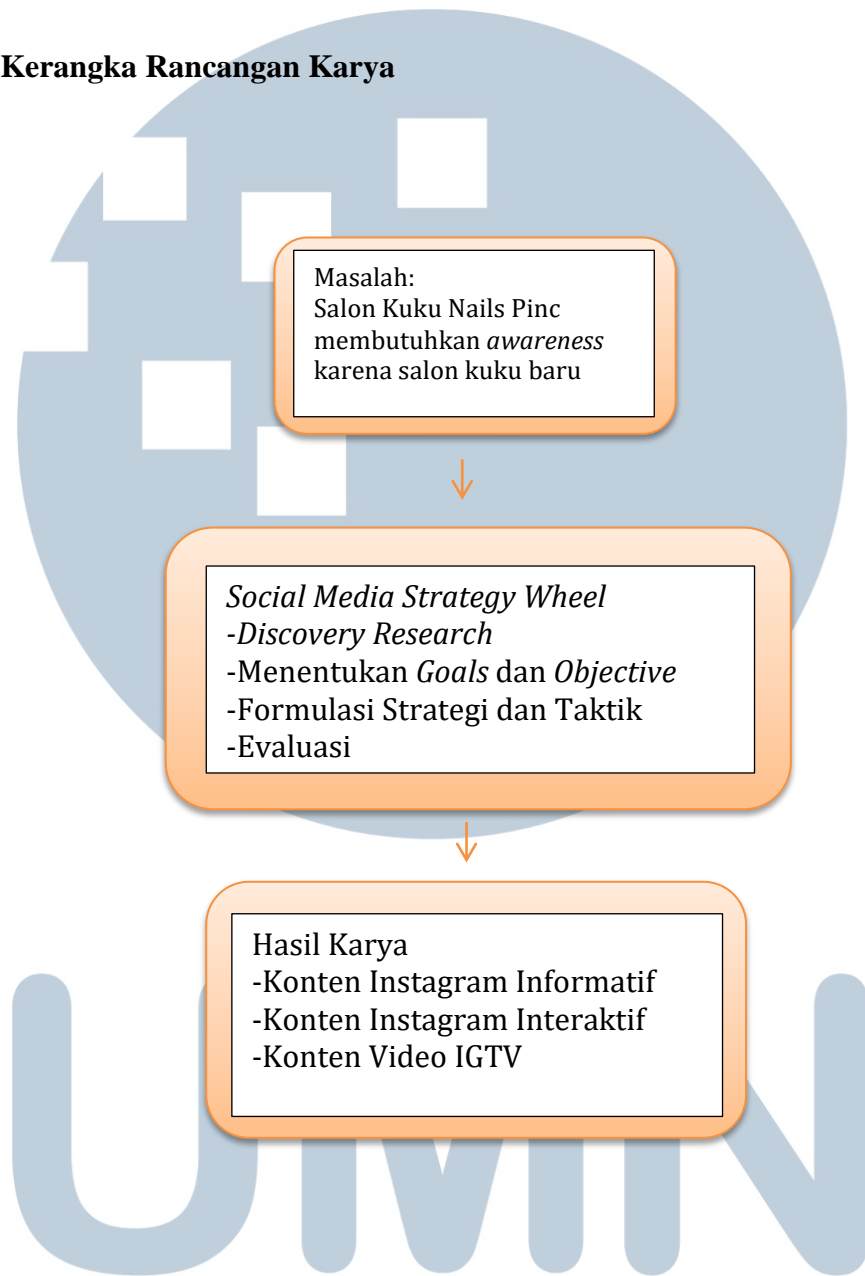 Kerangka Rancangan Karya
Masalah:
Salon Kuku Nails Pinc
membutuhkan awareness
karena salon kuku baru
Social Media Strategy Wheel
-Discovery Research
-Menentukan Goals dan Objective
-Formulasi Strategi dan Taktik
-Evaluasi
Hasil Karya
-Konten Instagram Informatif
-Konten Instagram Interaktif
-Konten Video IGTV
UMN